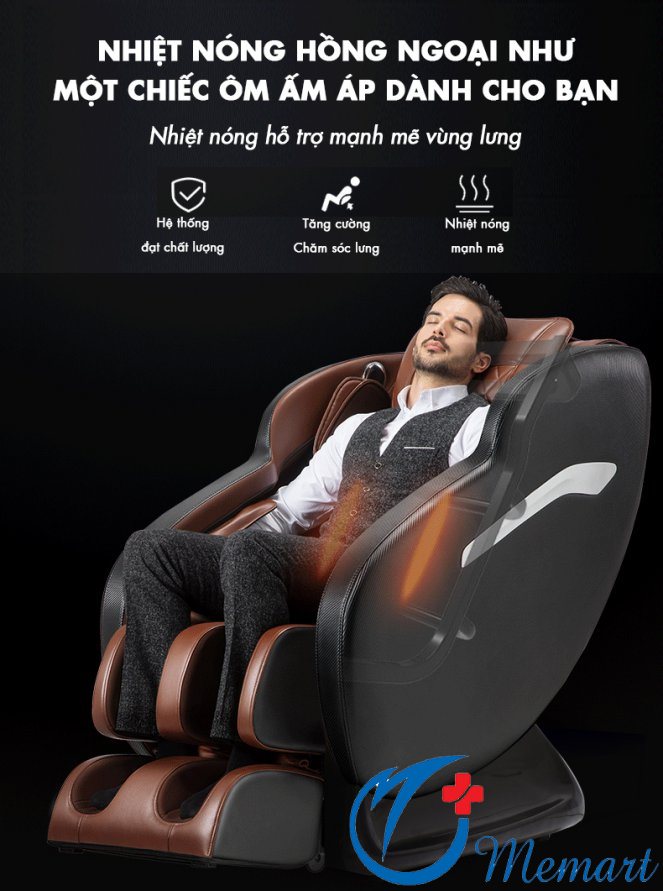 NHIỆT NÓNG HỒNG NGOẠI NHƯ
MỘT CHIẾC ÔM ẤM ÁP DÀNH CHO BẠN
Nhiệt nóng hỗ trợ mạnh mẽ vùng lưng
Hệ thống
đạt chất lượng
Tăng cường
Chăm sóc lưng
Nhiệt nóng
mạnh mẽ
Memart